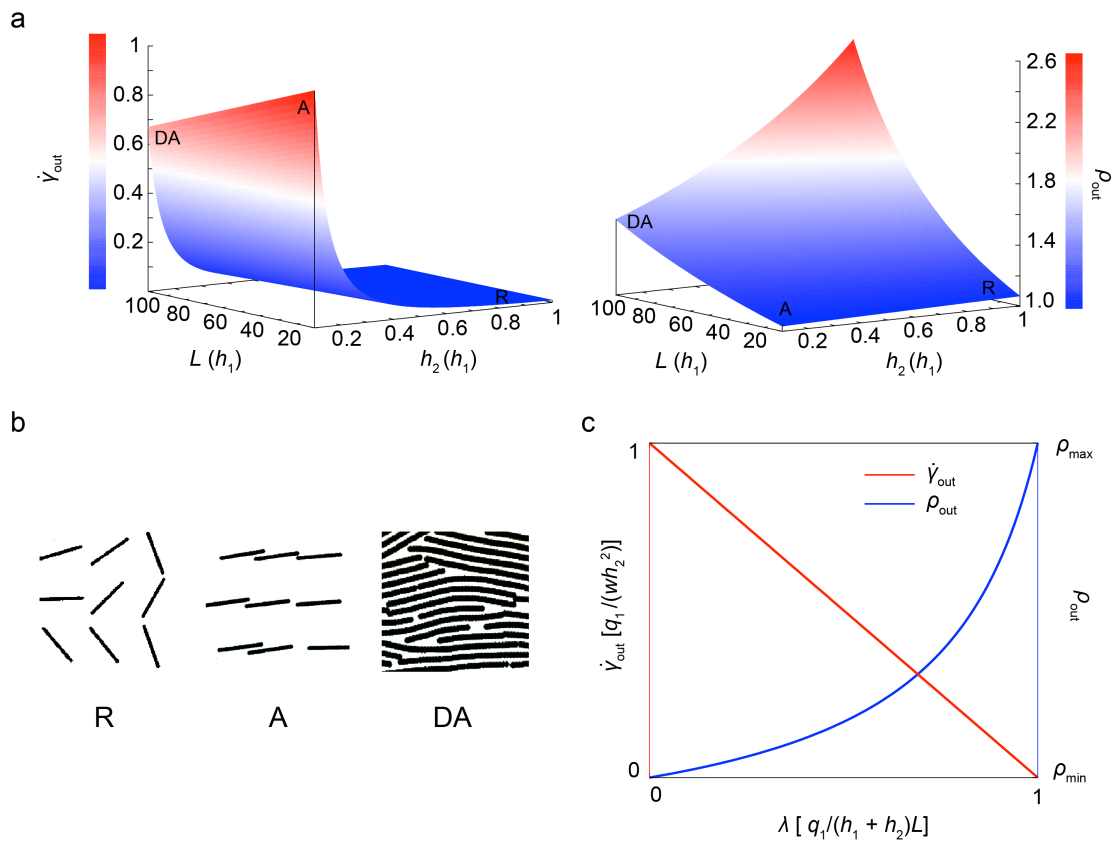 a
1
0.8
0.6
0.4
0.2
γ̇out
A
DA
R
100
80
60
40
20
L (h1)
0.2
0.4
0.6
0.8
1
h2 (h1)
2.6
2.2
1.8
1.4
1.0
ρout
DA
A
R
100
80
60
40
20
L (h1)
0.2
0.4
0.6
0.8
1
h2 (h1)
b
R
A
DA
c
1
0
γ̇out [q1/(wh2²)]
γ̇out
ρout
ρmax
ρout
ρmin
0
1
λ [ q1/(h1 + h2)L]